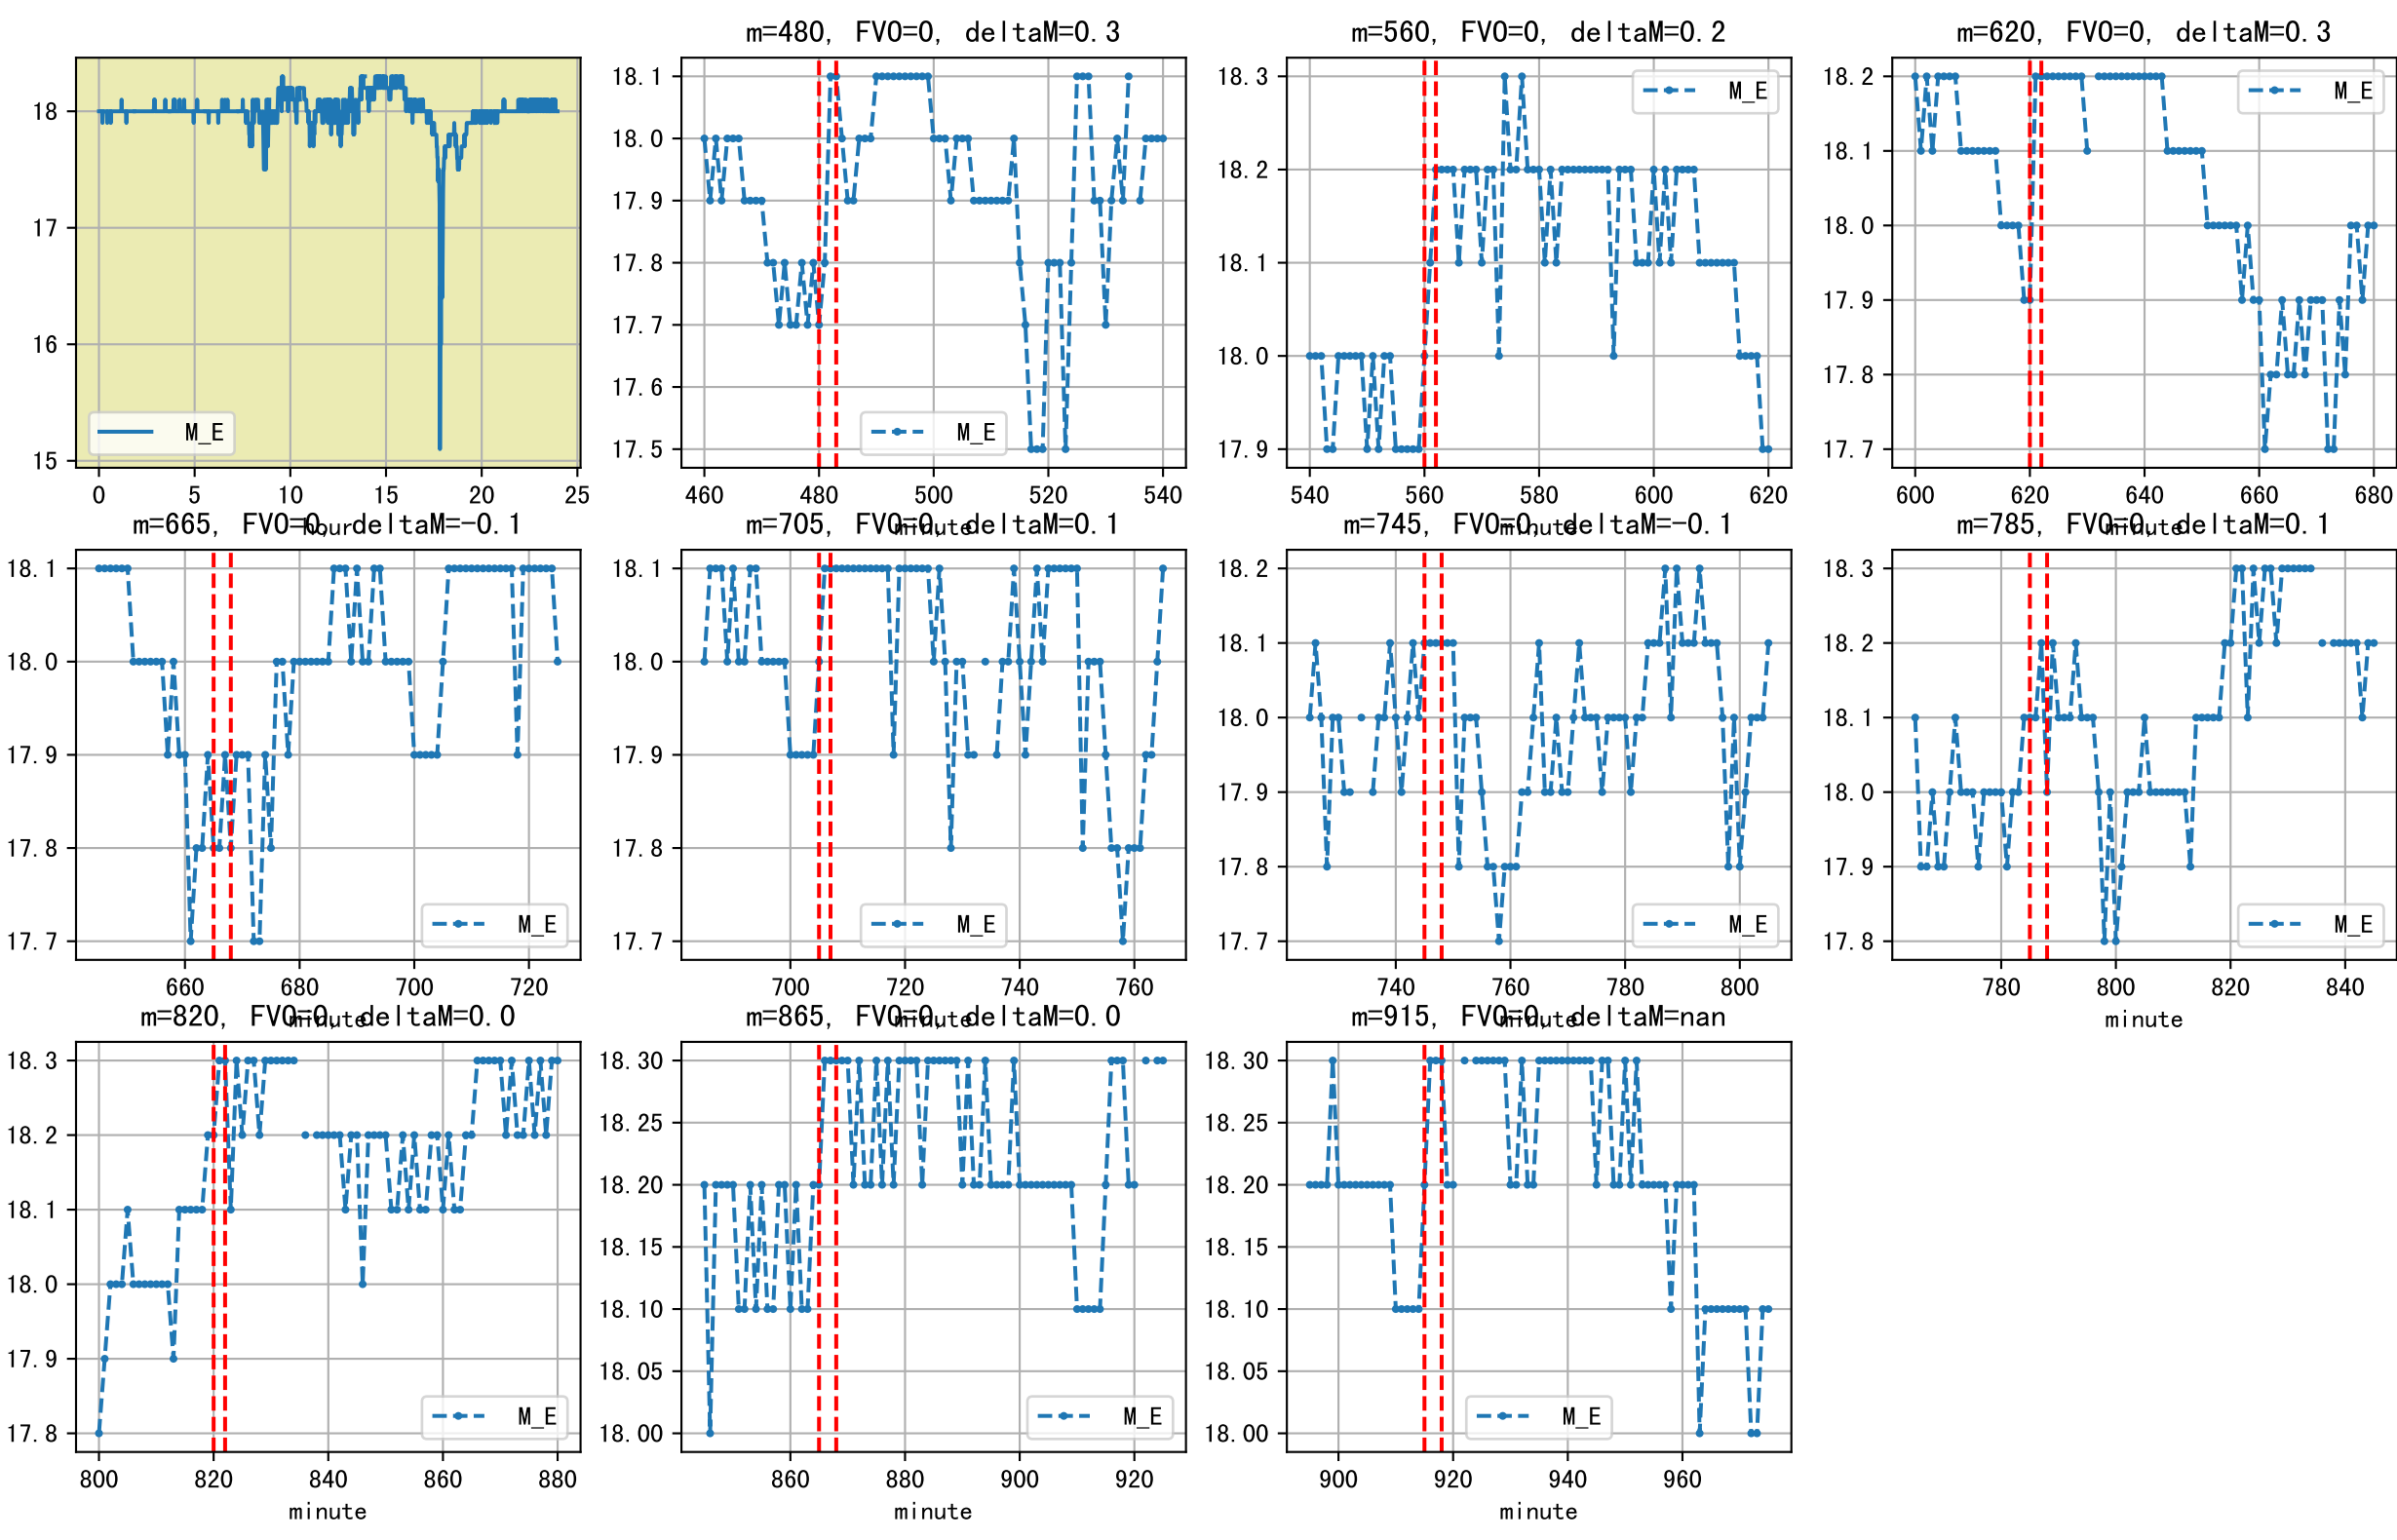 m=480, FVO=0, deltaM=0.3
m=560, FVO=0, deltaM=0.2
m=620, FVO=0, deltaM=0.3
18
17
16
15
M_E
0 5 10 15 20 25
hour
18.1
18.0
17.9
17.8
17.7
17.6
17.5
M_E
460 480 500 520 540
minute
18.3
18.2
18.1
18.0
17.9
M_E
540 560 580 600 620
minute
18.2
18.1
18.0
17.9
17.8
17.7
M_E
600 620 640 660 680
minute
m=665, FVO=0, deltaM=-0.1
m=705, FVO=0, deltaM=0.1
m=745, FVO=0, deltaM=-0.1
m=785, FVO=0, deltaM=0.1
18.1
18.0
17.9
17.8
17.7
M_E
660 680 700 720
minute
18.1
18.0
17.9
17.8
17.7
M_E
700 720 740 760
minute
18.2
18.1
18.0
17.9
17.8
17.7
M_E
740 760 780 800
minute
18.3
18.2
18.1
18.0
17.9
17.8
M_E
780 800 820 840
minute
m=820, FVO=0, deltaM=0.0
m=865, FVO=0, deltaM=0.0
m=915, FVO=0, deltaM=nan
18.3
18.2
18.1
18.0
17.9
17.8
M_E
800 820 840 860 880
minute
18.30
18.25
18.20
18.15
18.10
18.05
18.00
M_E
860 880 900 920
minute
18.30
18.25
18.20
18.15
18.10
18.05
18.00
M_E
900 920 940 960
minute